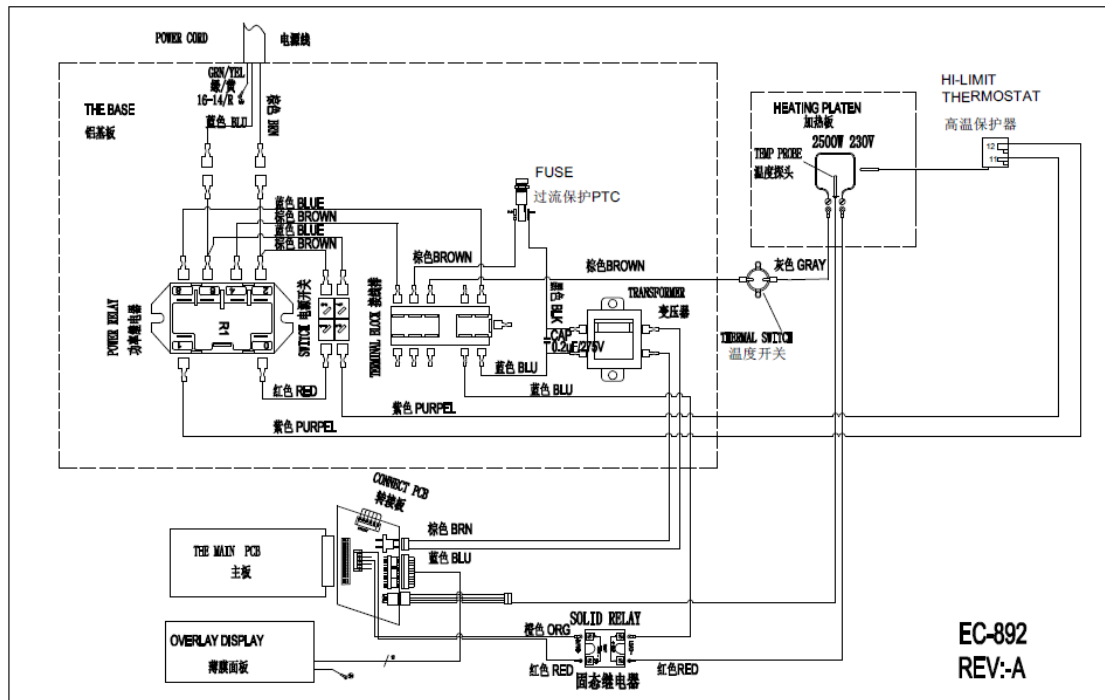 POWER CORD 电源线
GRN/YEL
绿/黄
16-14/R
蓝色 BLU
棕色 BRN
THE BASE
铝基板
FUSE
过流保护PTC
HEATING PLATEN
加热板
2500W 230V
TEMP PROBE
温度探头
HI-LIMIT
THERMOSTAT
高温保护器
12
11
蓝色 BLUE
棕色 BROWN
蓝色 BLUE
棕色 BROWN
棕色BROWN
棕色BROWN
灰色 GRAY
THERMAL SWITCH
温度开关
POWER RELAY
功率继电器
8
6
4
2
R1
1
0
SWITCH 电源开关
TERMINAL BLOCK 接线排
黑色 BLK
CAP
0.2uF/275V
TRANSFORMER
变压器
蓝色 BLU
蓝色 BLU
红色 RED
紫色 PURPEL
紫色 PURPEL
CONNECT PCB
转接板
THE MAIN PCB
主板
棕色 BRN
蓝色 BLU
OVERLAY DISPLAY
薄膜面板
SOLID RELAY
橙色 ORG
红色 RED
红色RED
固态继电器
EC-892
REV:-A